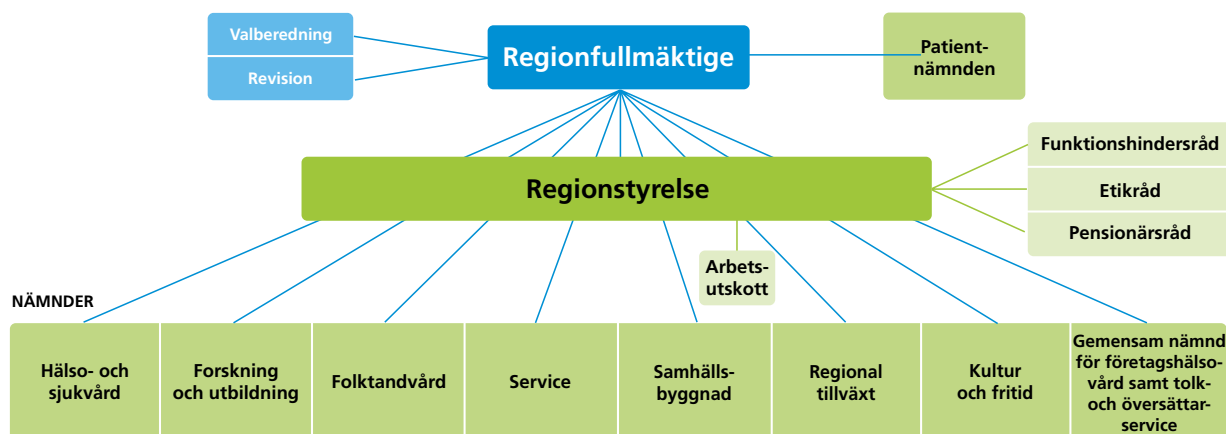 Valberedning
Revision
Regionfullmäktige
Patient-
nämnden
Regionstyrelse
Funktionshindersråd
Etikråd
Pensionärsråd
Arbets-
utskott
NÄMNDER
Hälso- och
sjukvård
Forskning
och utbildning
Folktandvård
Service
Samhälls-
byggnad
Regional
tillväxt
Kultur
och fritid
Gemensam nämnd
för företagshälso-
vård samt tolk-
och översättar-
service